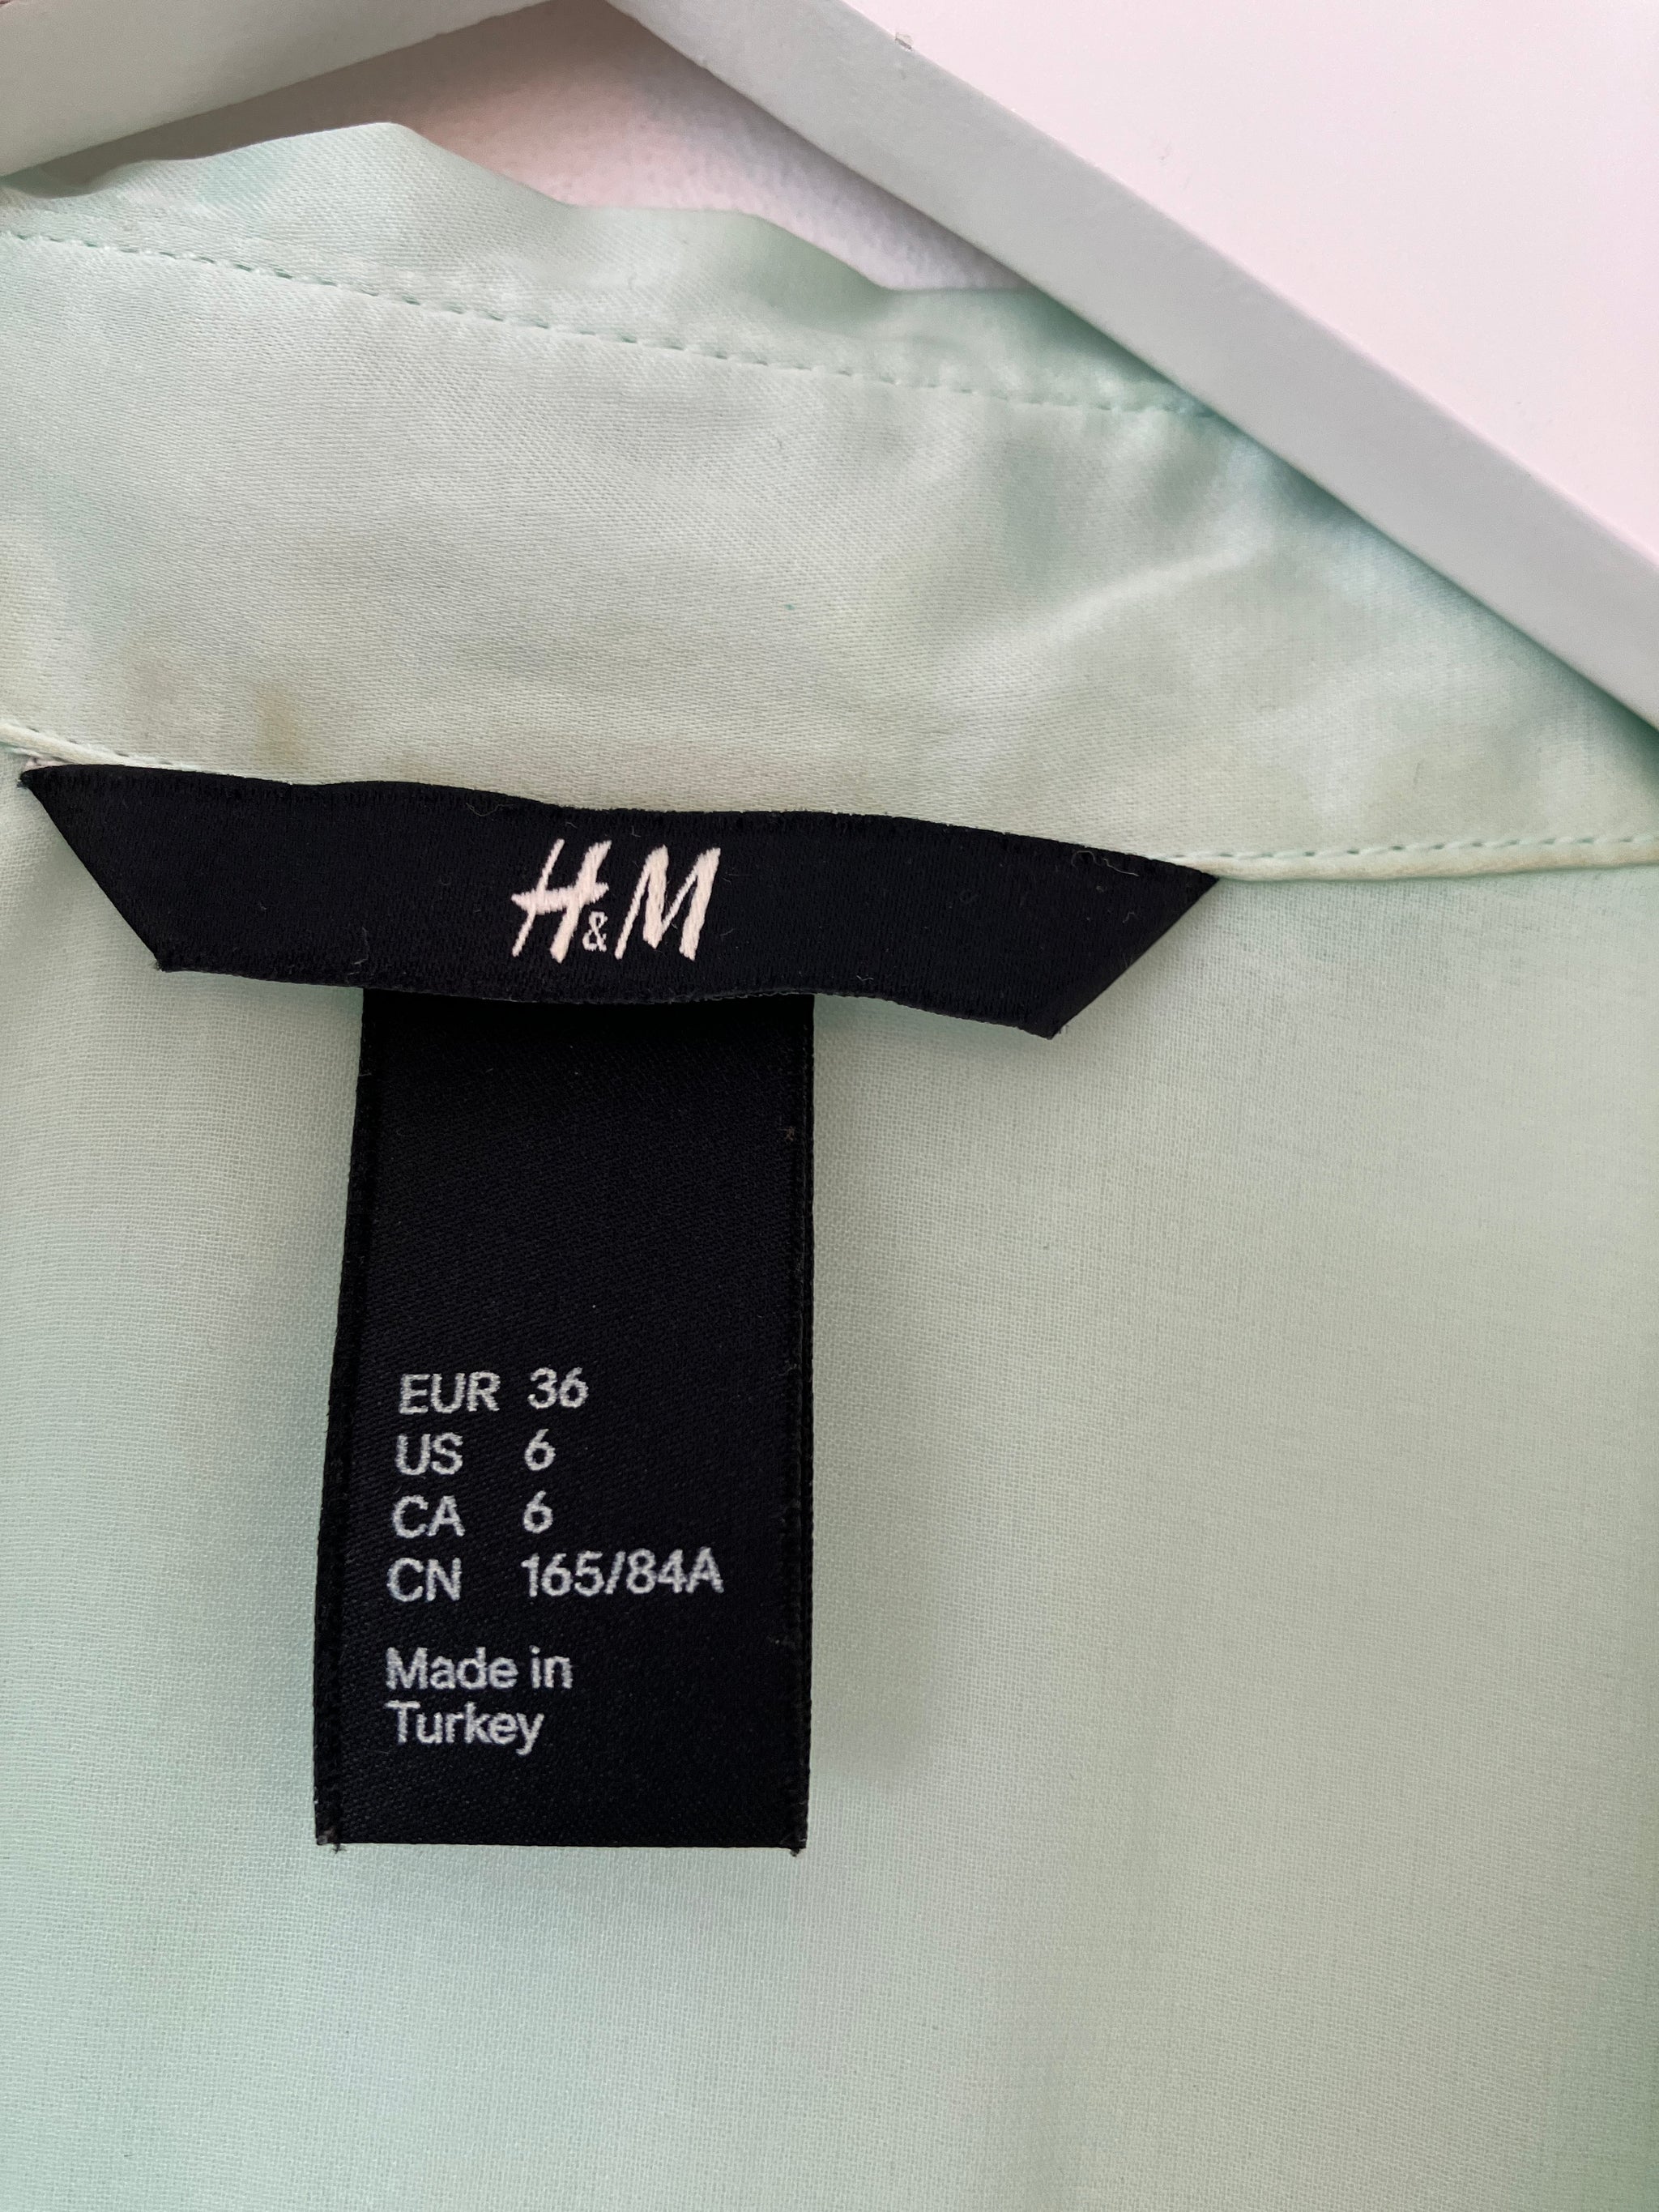 H&M
EUR 36
US 6
CA 6
CN 165/84A
Made in
Turkey